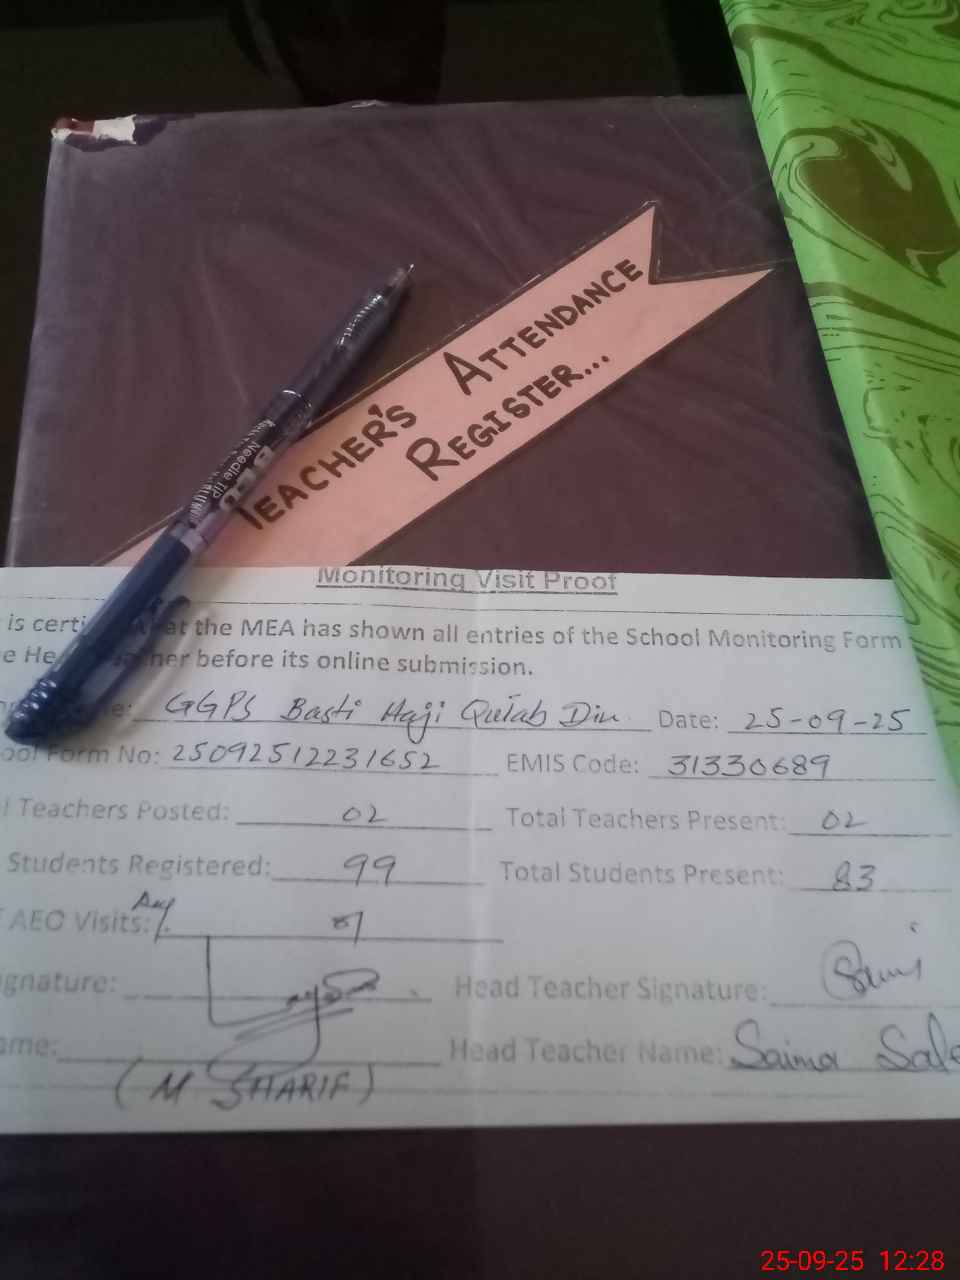 TEACHER'S ATTENDANCE
REGISTER...
Needle TIP
Monitoring Visit Proof
is at the MEA has shown all entries of the School Monitoring Form
e He her before its online submission.
e: GGPS Basti Haji Qutab Din Date: 25-09-25
ool Form No: 25092512231652 EMIS Code: 31330689
l Teachers Posted: 02 Total Teachers Present: 02
Students Registered: 99 Total Students Present: 83
AEO Visits: 01
gnature: Head Teacher Signature:
ame: Head Teacher Name: Saima
(M SHARIF)
25-09-25 12:28